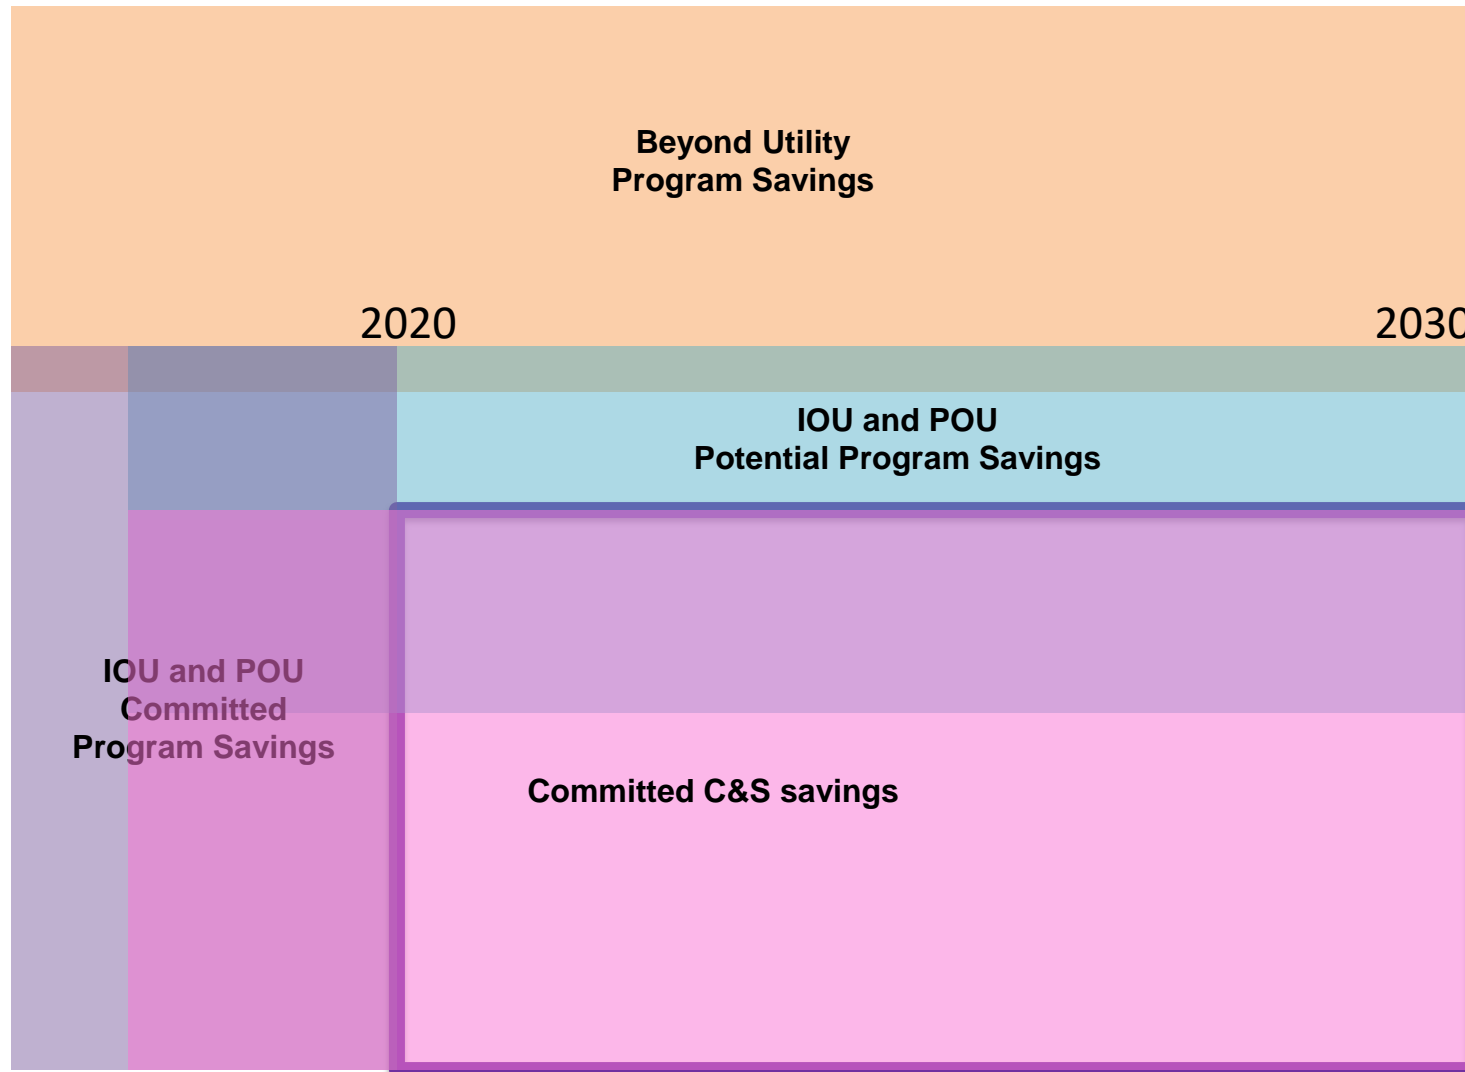 Beyond Utility
Program Savings
2020
2030
IOU and POU
Potential Program Savings
IOU and POU
Committed
Program Savings
Committed C&S savings